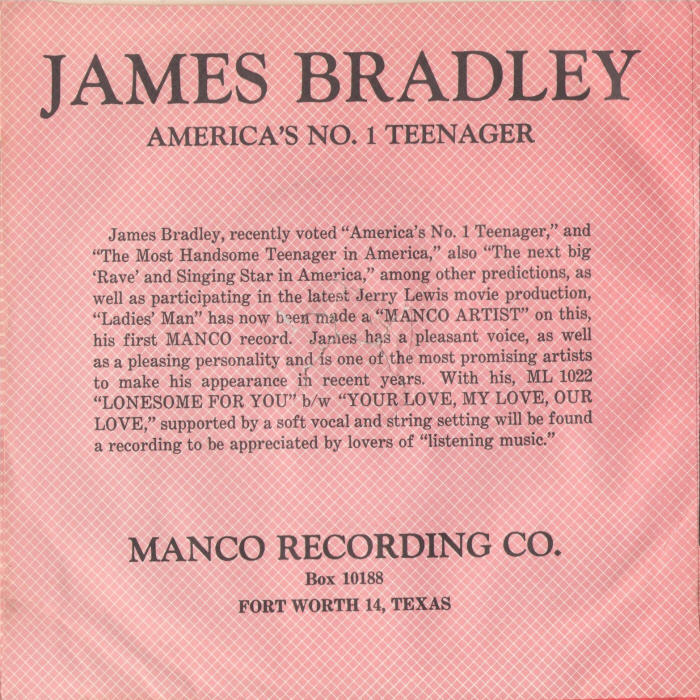 JAMES BRADLEY
AMERICA'S NO. 1 TEENAGER
James Bradley, recently voted “America's No. 1 Teenager,” and
“The Most Handsome Teenager in America,” also “The next big
‘Rave’ and Singing Star in America,” among other predictions, as
well as participating in the latest Jerry Lewis movie production,
“Ladies' Man” has now been made a “MANCO ARTIST” on this,
his first MANCO record. James has a pleasant voice, as well
as a pleasing personality and is one of the most promising artists
to make his appearance in recent years. With his, ML 1022
“LONESOME FOR YOU” b/w “YOUR LOVE, MY LOVE, OUR
LOVE,” supported by a soft vocal and string setting will be found
a recording to be appreciated by lovers of “listening music.”
MANCO RECORDING CO.
Box 10188
FORT WORTH 14, TEXAS